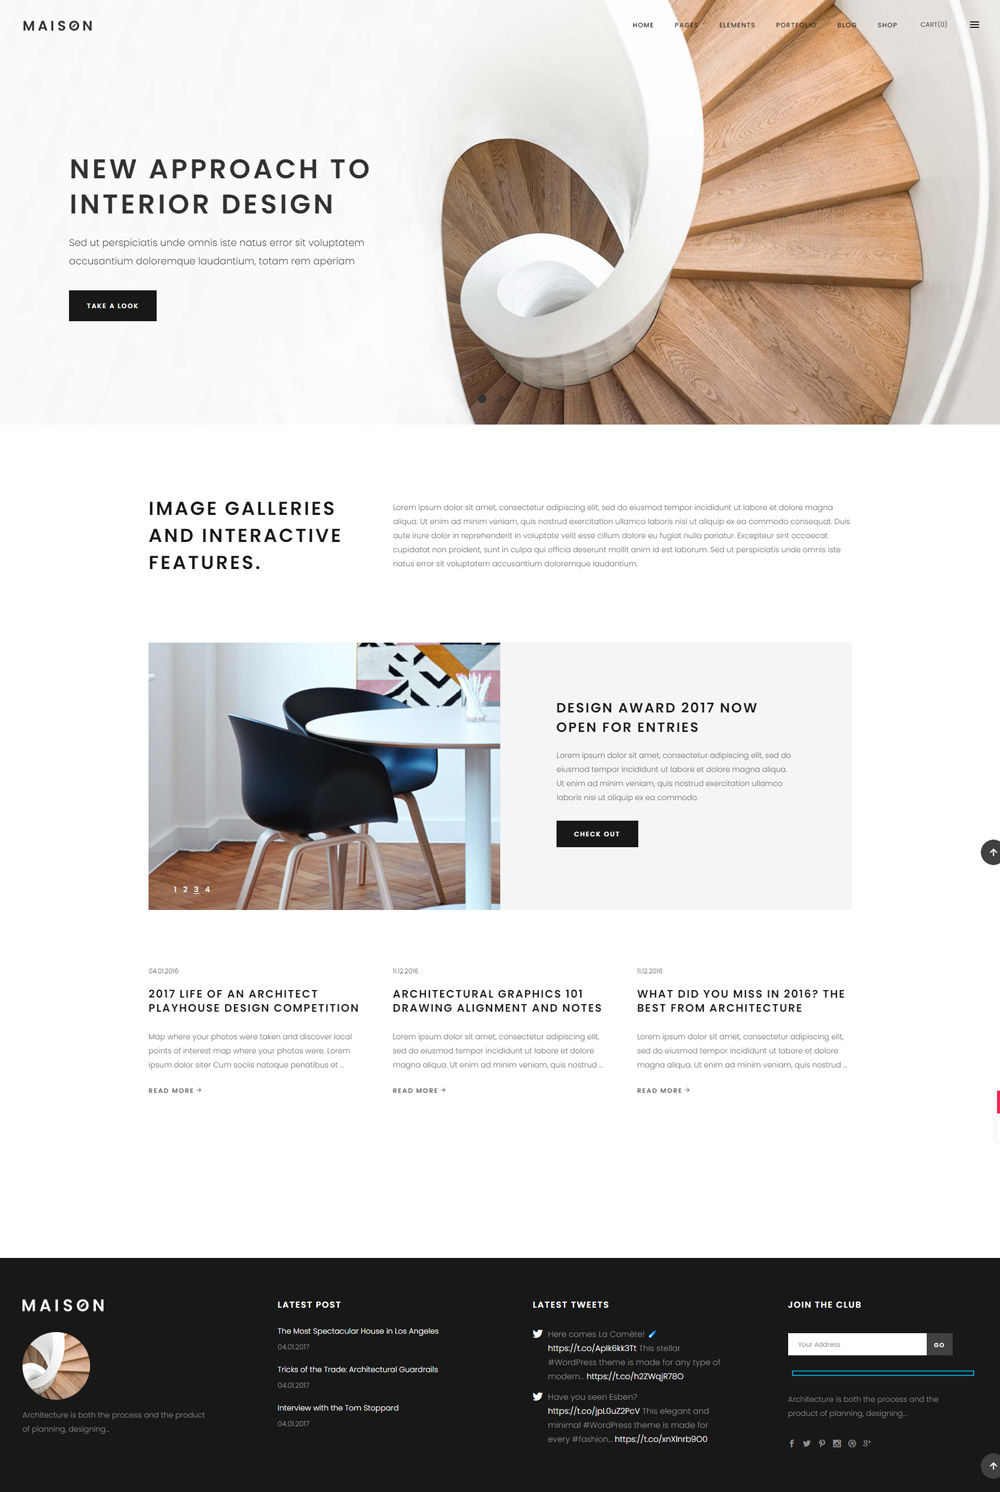 MAISON
HOME PAGES ELEMENTS PORTFOLIO BLOG SHOP CART(0)
NEW APPROACH TO
INTERIOR DESIGN
Sed ut perspiciatis unde omnis iste natus error sit voluptatem
accusantium doloremque laudantium, totam rem aperiam
TAKE A LOOK
IMAGE GALLERIES
AND INTERACTIVE
FEATURES.
Lorem ipsum dolor sit amet, consectetur adipiscing elit, sed do eiusmod tempor incididunt ut labore et dolore magna
aliqua. Ut enim ad minim veniam, quis nostrud exercitation ullamco laboris nisi ut aliquip ex ea commodo consequat. Duis
aute irure dolor in reprehenderit in voluptate velit esse cillum dolore eu fugiat nulla pariatur. Excepteur sint occaecat
cupidatat non proident, sunt in culpa qui officia deserunt mollit anim id est laborum. Sed ut perspiciatis unde omnis iste
natus error sit voluptatem accusantium doloremque laudantium.
1 2 3 4
DESIGN AWARD 2017 NOW
OPEN FOR ENTRIES
Lorem ipsum dolor sit amet, consectetur adipiscing elit, sed do
eiusmod tempor incididunt ut labore et dolore magna aliqua.
Ut enim ad minim veniam, quis nostrud exercitation ullamco
laboris nisi ut aliquip ex ea commodo.
CHECK OUT
04.01.2016
2017 LIFE OF AN ARCHITECT
PLAYHOUSE DESIGN COMPETITION
Map where your photos were taken and discover local
points of interest map where your photos were. Lorem
ipsum dolor siter Cum sociis natoque penatibus et ...
READ MORE →
11.12.2016
ARCHITECTURAL GRAPHICS 101
DRAWING ALIGNMENT AND NOTES
Lorem ipsum dolor sit amet, consectetur adipiscing elit,
sed do eiusmod tempor incididunt ut labore et dolore
magna aliqua. Ut enim ad minim veniam, quis nostrud ...
READ MORE →
11.12.2016
WHAT DID YOU MISS IN 2016? THE
BEST FROM ARCHITECTURE
Lorem ipsum dolor sit amet, consectetur adipiscing elit,
sed do eiusmod tempor incididunt ut labore et dolore
magna aliqua. Ut enim ad minim veniam, quis nostrud ...
READ MORE →
MAISON
Architecture is both the process and the product
of planning, designing...
LATEST POST
The Most Spectacular House in Los Angeles
04.01.2017
Tricks of the Trade: Architectural Guardrails
04.01.2017
Interview with the Tom Stoppard
04.01.2017
LATEST TWEETS
Here comes La Comète! ☄️
https://t.co/Aplk6kk3Tt This stellar
#WordPress theme is made for any type of
modern... https://t.co/h2ZWqjR78O
Have you seen Esben?
https://t.co/jpL0uZ2PcV This elegant and
minimal #WordPress theme is made for
every #fashion... https://t.co/xnXlnrb9O0
JOIN THE CLUB
Your Address
GO
Architecture is both the process and the
product of planning, designing...